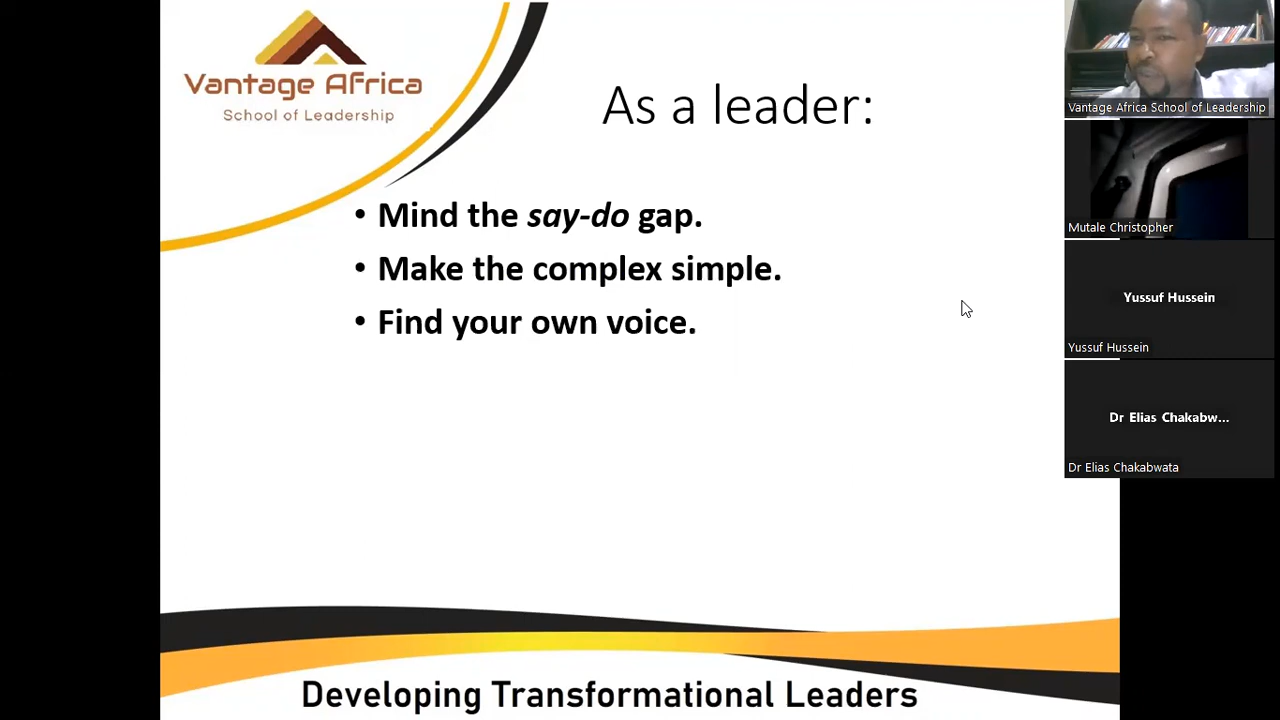 Vantage Africa
School of Leadership
As a leader:
• Mind the say-do gap.
• Make the complex simple.
• Find your own voice.
Developing Transformational Leaders
Vantage Africa School of Leadership
Mutale Christopher
Yussuf Hussein
Yussuf Hussein
Dr Elias Chakabw...
Dr Elias Chakabwata